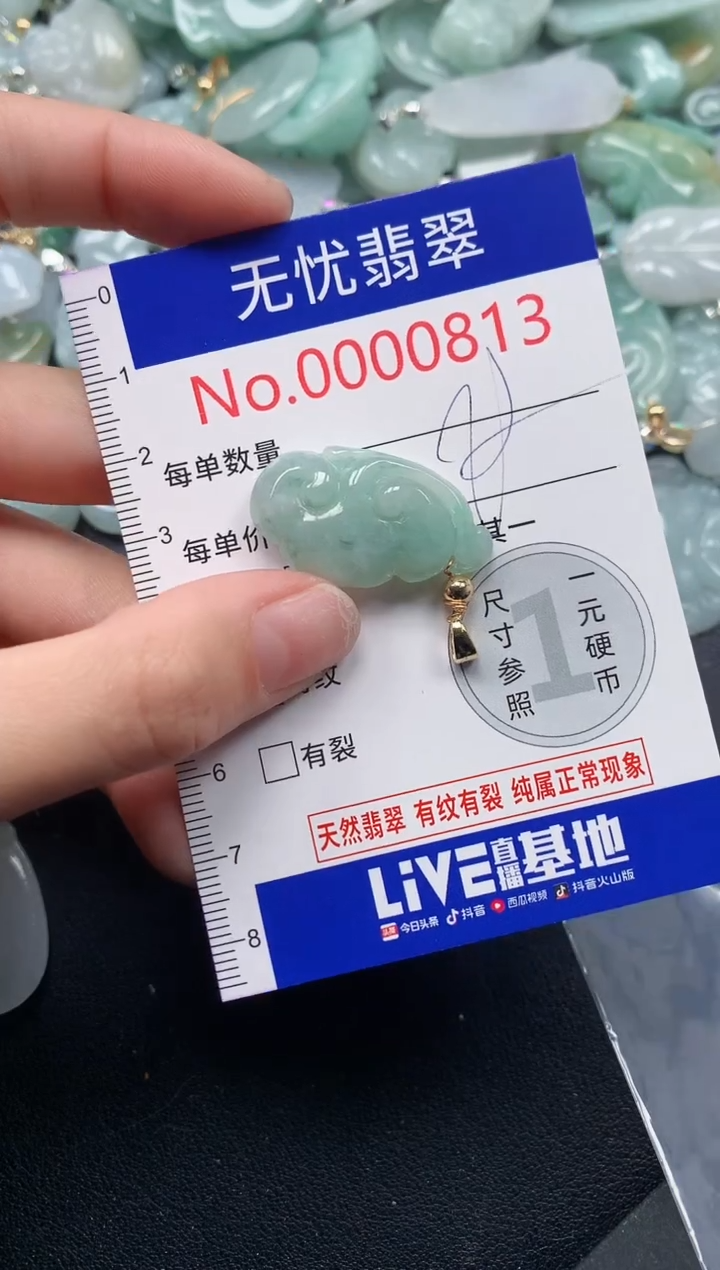 无忧翡翠
No.0000813
0
1
2
每单数量
3
每单价
其一
尺寸参照
1
一元硬币
纹
6
有裂
天然翡翠 有纹有裂 纯属正常现象
7
LiVE直播基地
8
头条 今日头条 抖音 西瓜视频 抖音火山版